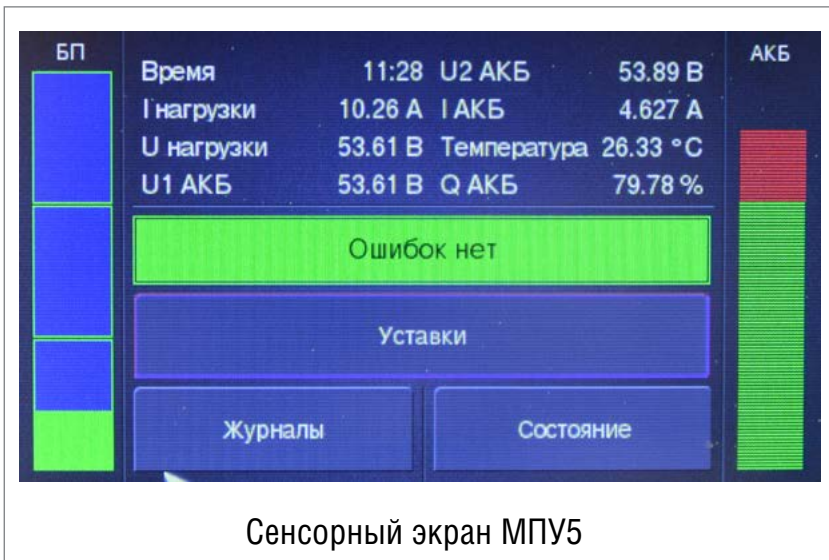 БП
АКБ
Время 11:28 U2 АКБ 53.89 В
I нагрузки 10.26 А I АКБ 4.627 А
U нагрузки 53.61 В Температура 26.33 °C
U1 АКБ 53.61 В Q АКБ 79.78 %
Ошибок нет
Уставки
Журналы Состояние
Сенсорный экран МПУ5